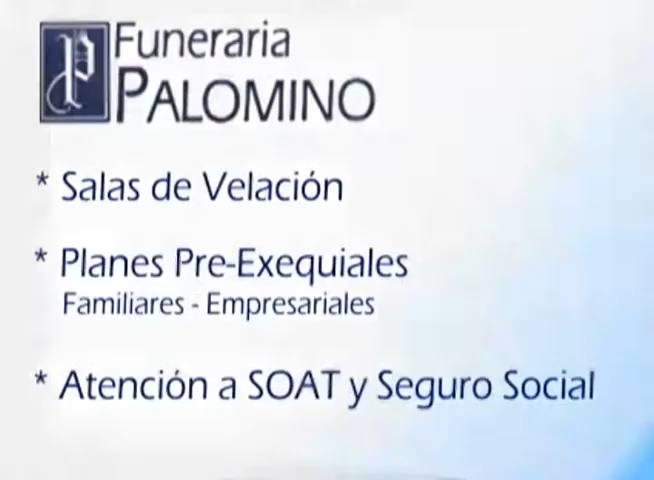 Funeraria
PALOMINO
* Salas de Velación
* Planes Pre-Exequiales
Familiares - Empresariales
* Atención a SOAT y Seguro Social